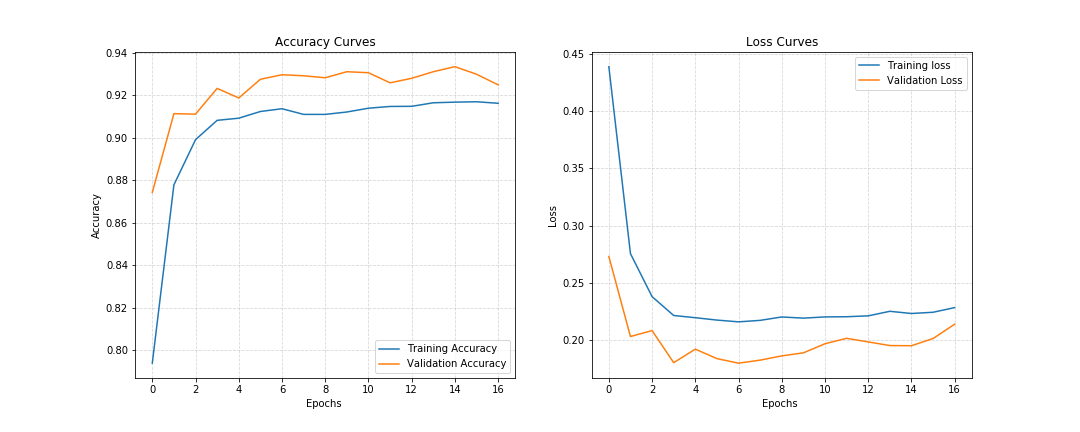 Accuracy Curves
0.94
0.92
0.90
0.88
0.86
0.84
0.82
0.80
Accuracy
0 2 4 6 8 10 12 14 16
Epochs
Training Accuracy
Validation Accuracy
Loss Curves
0.45
0.40
0.35
0.30
0.25
0.20
Loss
0 2 4 6 8 10 12 14 16
Epochs
Training loss
Validation Loss